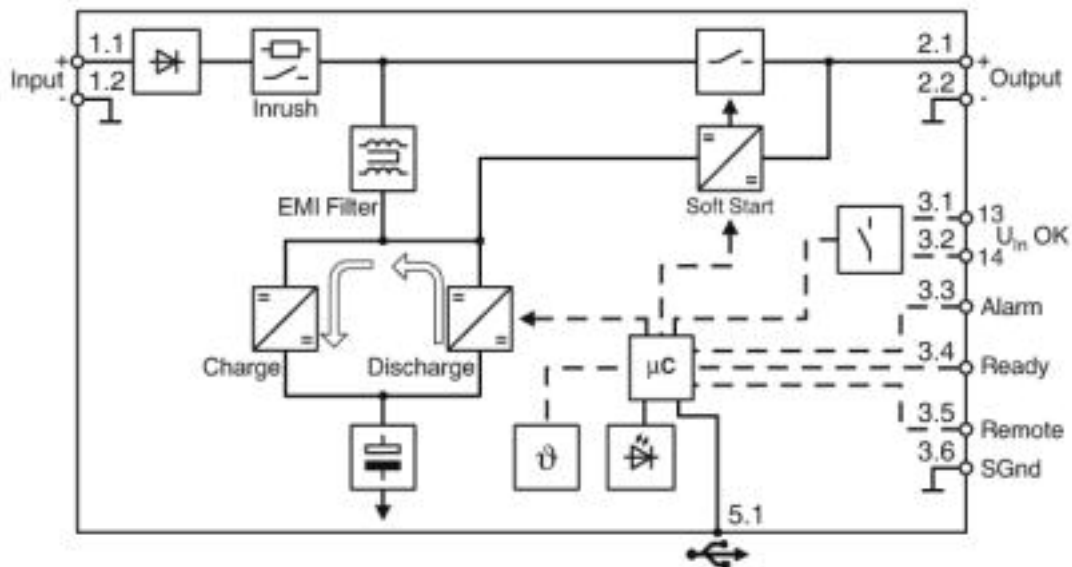 1.1
2.1
+
+
Input
1.2
2.2
Output
-
-
Inrush
EMI Filter
Soft Start
3.1
13
U_in OK
3.2
14
3.3
Alarm
Charge
Discharge
µC
3.4
Ready
3.5
Remote
ϑ
3.6
SGnd
5.1